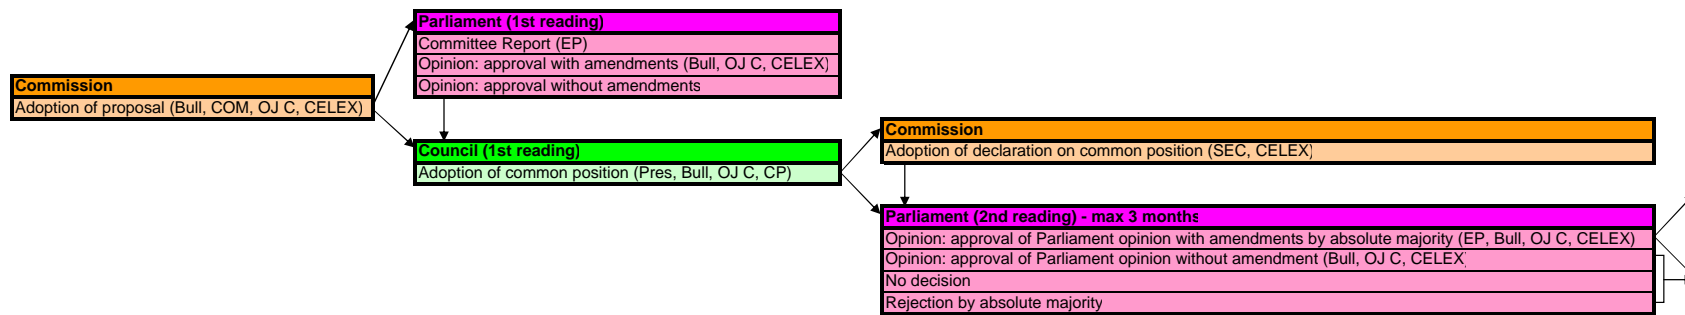 Parliament (1st reading)
Committee Report (EP)
Opinion: approval with amendments (Bull, OJ C, CELEX)
Opinion: approval without amendments
Commission
Adoption of proposal (Bull, COM, OJ C, CELEX)
Council (1st reading)
Adoption of common position (Pres, Bull, OJ C, CP)
Commission
Adoption of declaration on common position (SEC, CELEX)
Parliament (2nd reading) - max 3 months
Opinion: approval of Parliament opinion with amendments by absolute majority (EP, Bull, OJ C, CELEX)
Opinion: approval of Parliament opinion without amendment (Bull, OJ C, CELEX)
No decision
Rejection by absolute majority